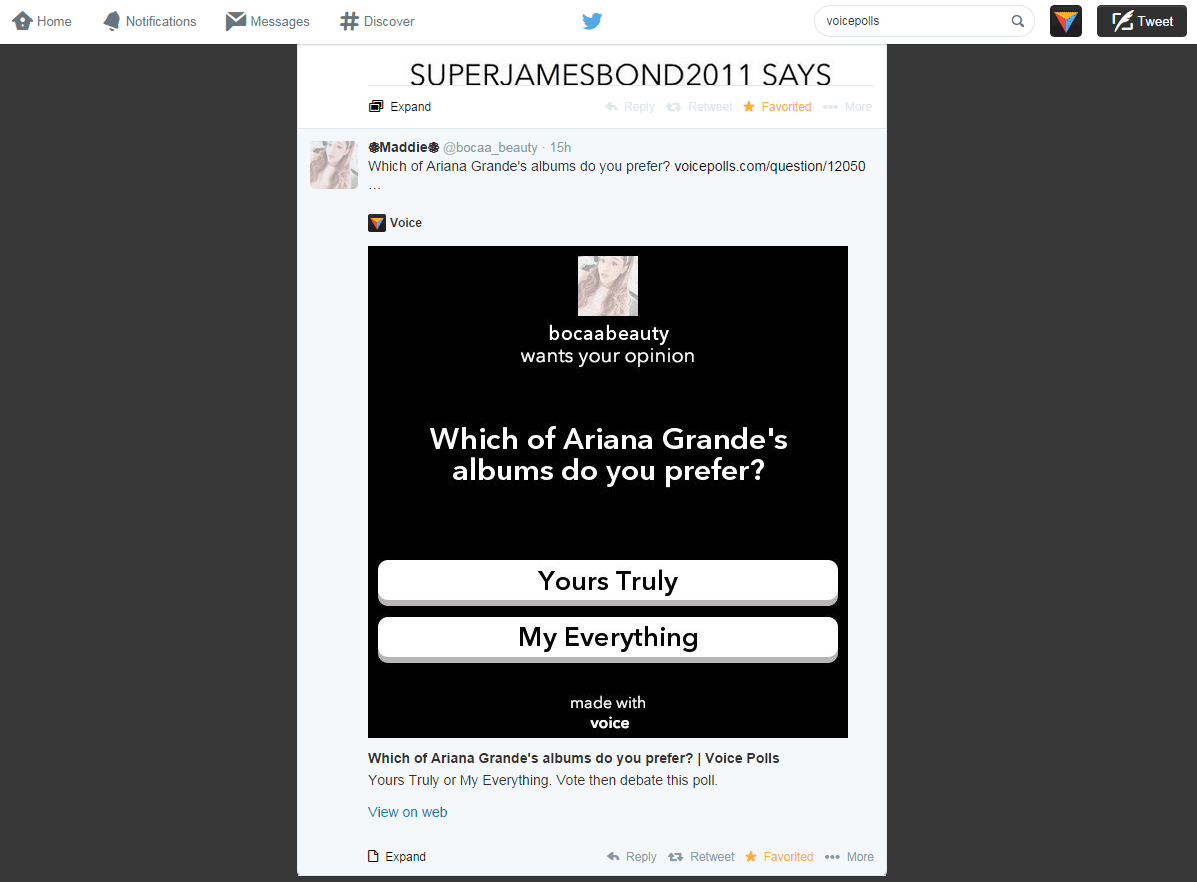 Home Notifications Messages Discover voicepolls Tweet
SUPERJAMESBOND2011 SAYS
Expand Reply Retweet Favorited More
Maddie @bocaa_beauty · 15h
Which of Ariana Grande's albums do you prefer? voicepolls.com/question/12050
…
Voice
bocaabeauty
wants your opinion
Which of Ariana Grande's
albums do you prefer?
Yours Truly
My Everything
made with
voice
Which of Ariana Grande's albums do you prefer? | Voice Polls
Yours Truly or My Everything. Vote then debate this poll.
View on web
Expand Reply Retweet Favorited More